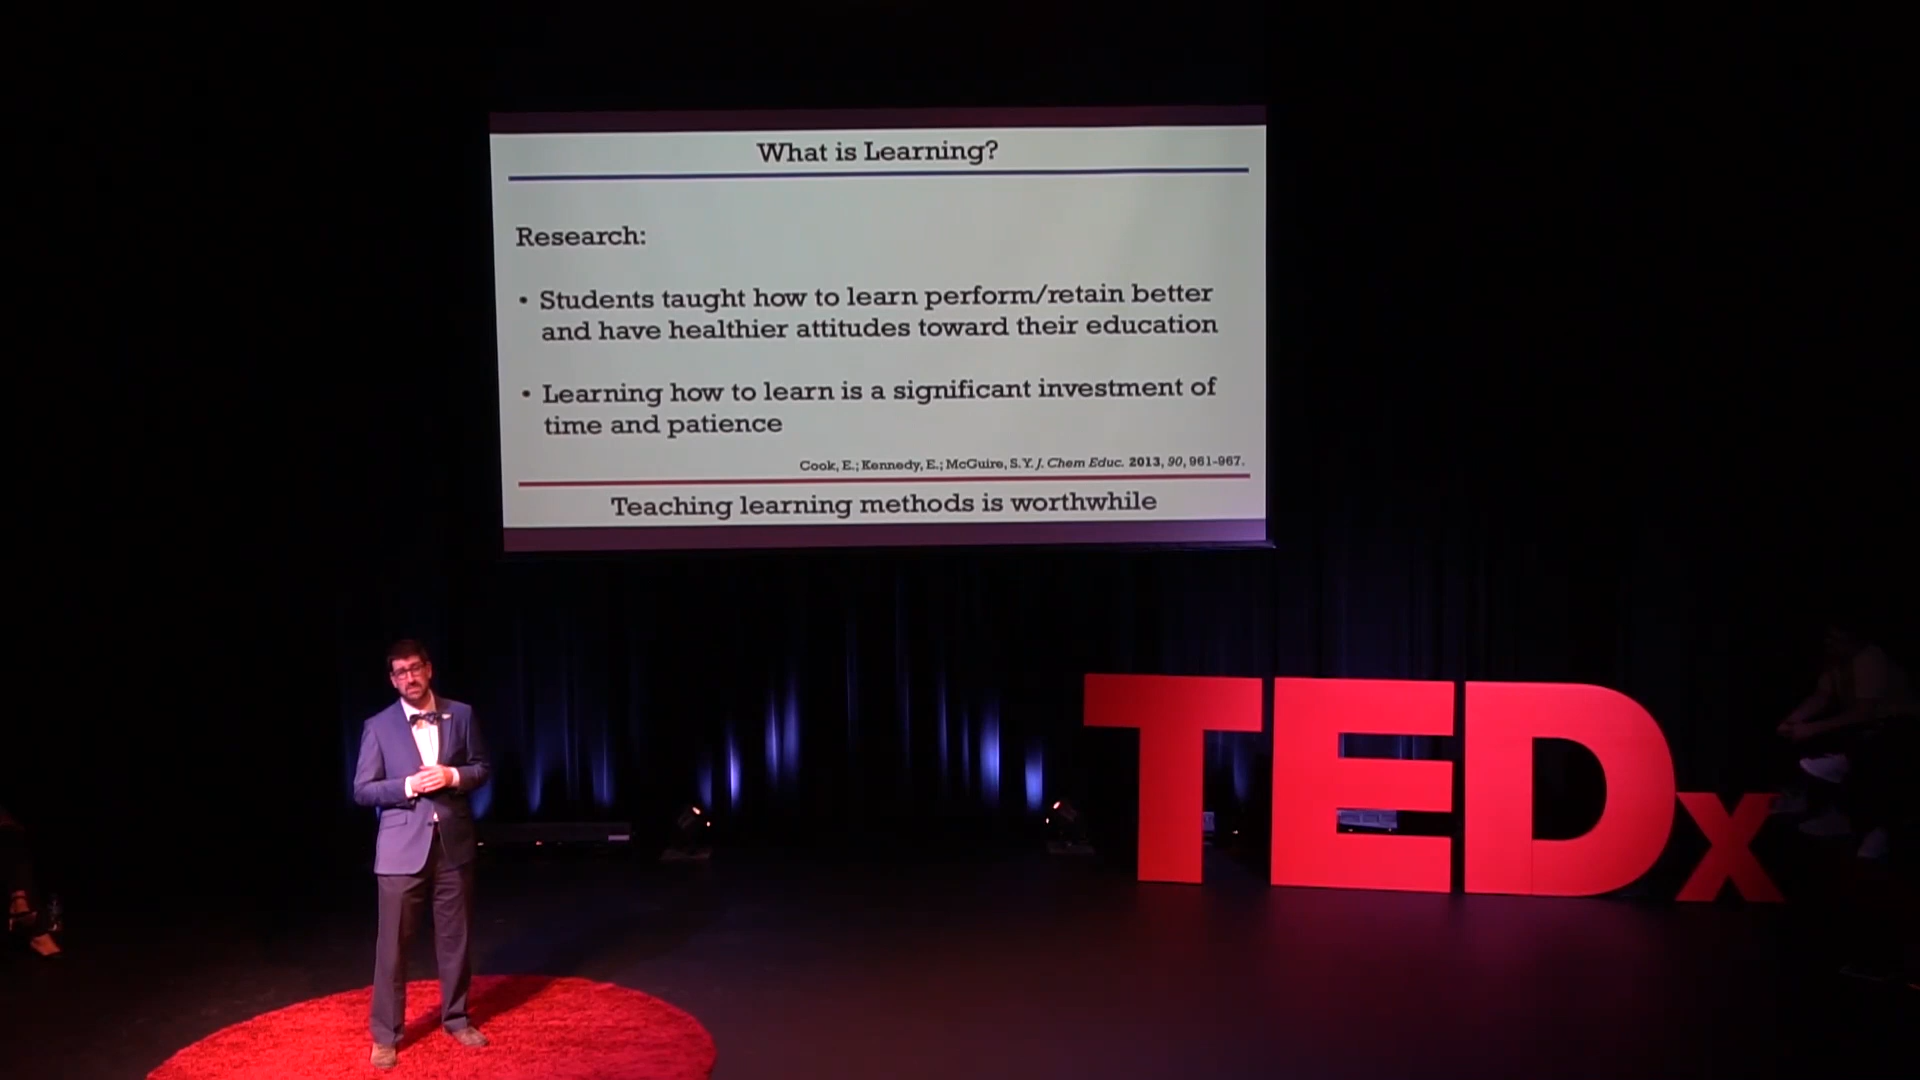 What is Learning?
Research:
• Students taught how to learn perform/retain better
and have healthier attitudes toward their education
• Learning how to learn is a significant investment of
time and patience
Cook, E.; Kennedy, E.; McGuire, S.Y. J. Chem Educ. 2013, 90, 961-967.
Teaching learning methods is worthwhile
TEDx